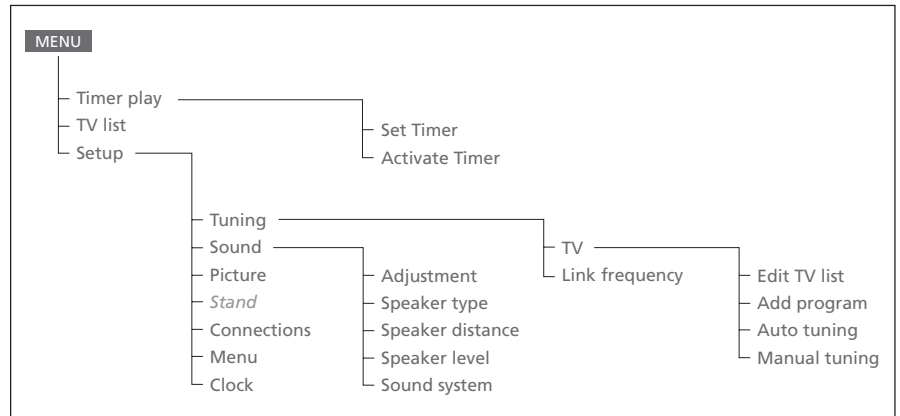 MENU
Timer play
TV list
Setup
Set Timer
Activate Timer
Tuning
Sound
Picture
Stand
Connections
Menu
Clock
Adjustment
Speaker type
Speaker distance
Speaker level
Sound system
TV
Link frequency
Edit TV list
Add program
Auto tuning
Manual tuning